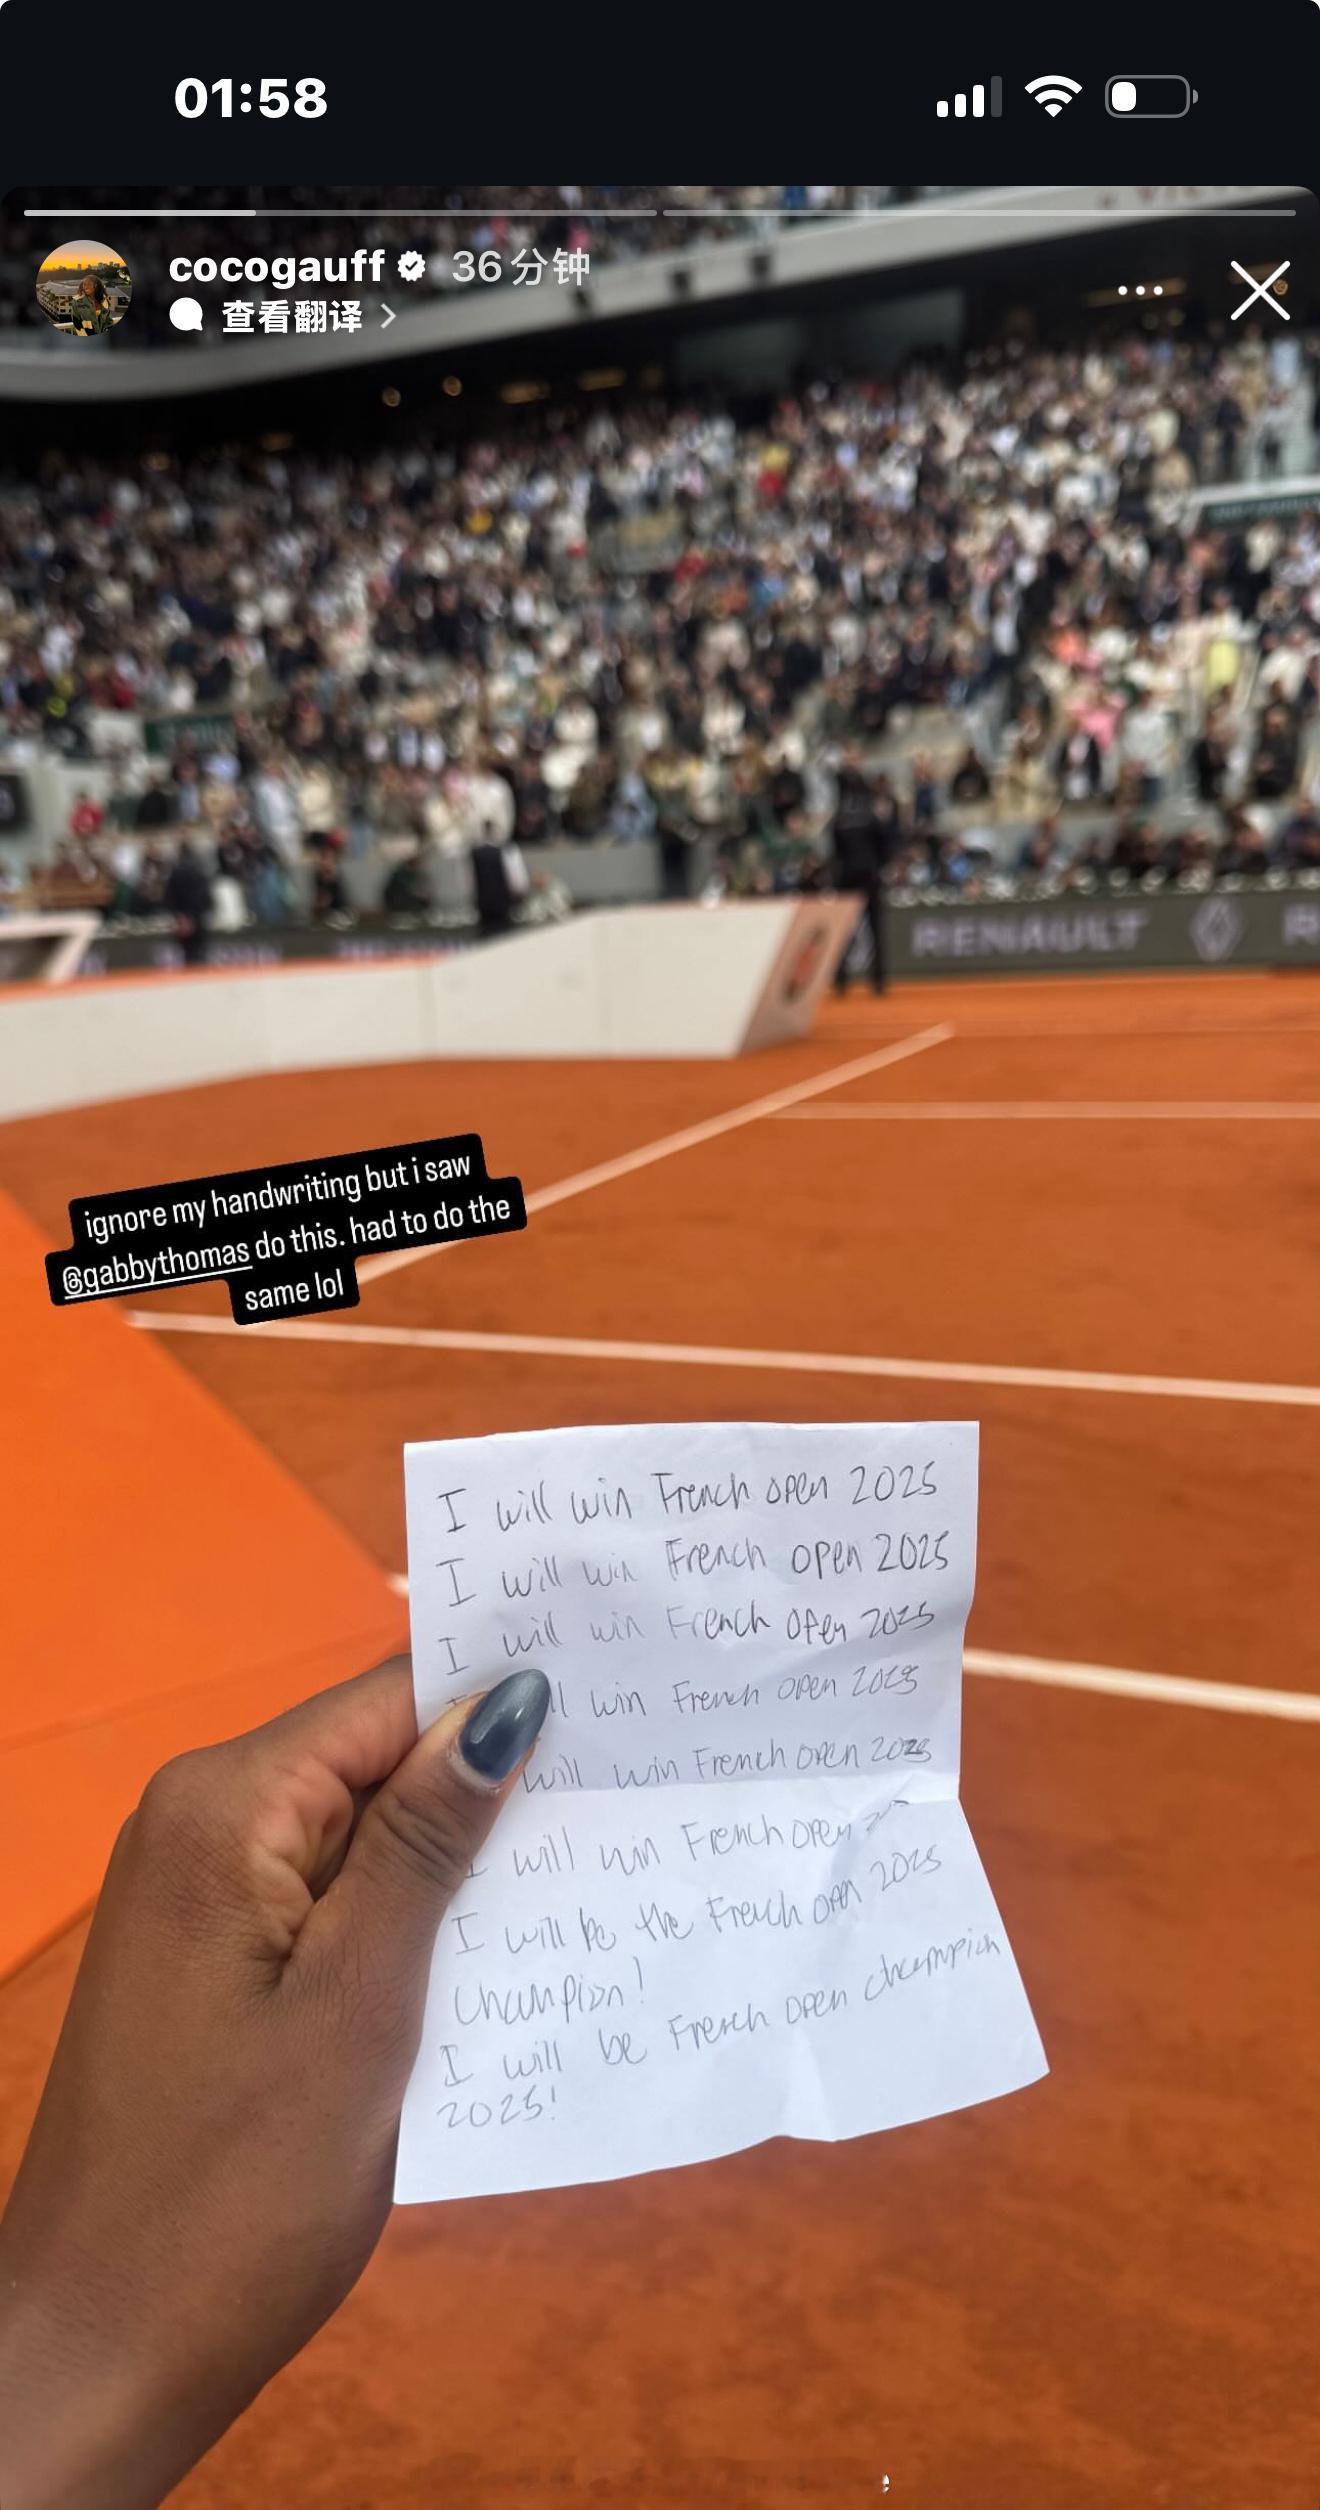 01:58
cocogauff 36分钟
查看翻译
RENAULT
ignore my handwriting but i saw
@gabbythomas do this. had to do the
same lol
I will win French open 2025
I will win French open 2025
I will win French open 2025
win French open 2025
will win French open 2025
I will win French open
I will be the French open 2025
Champion!
I will be French open champion
2025!